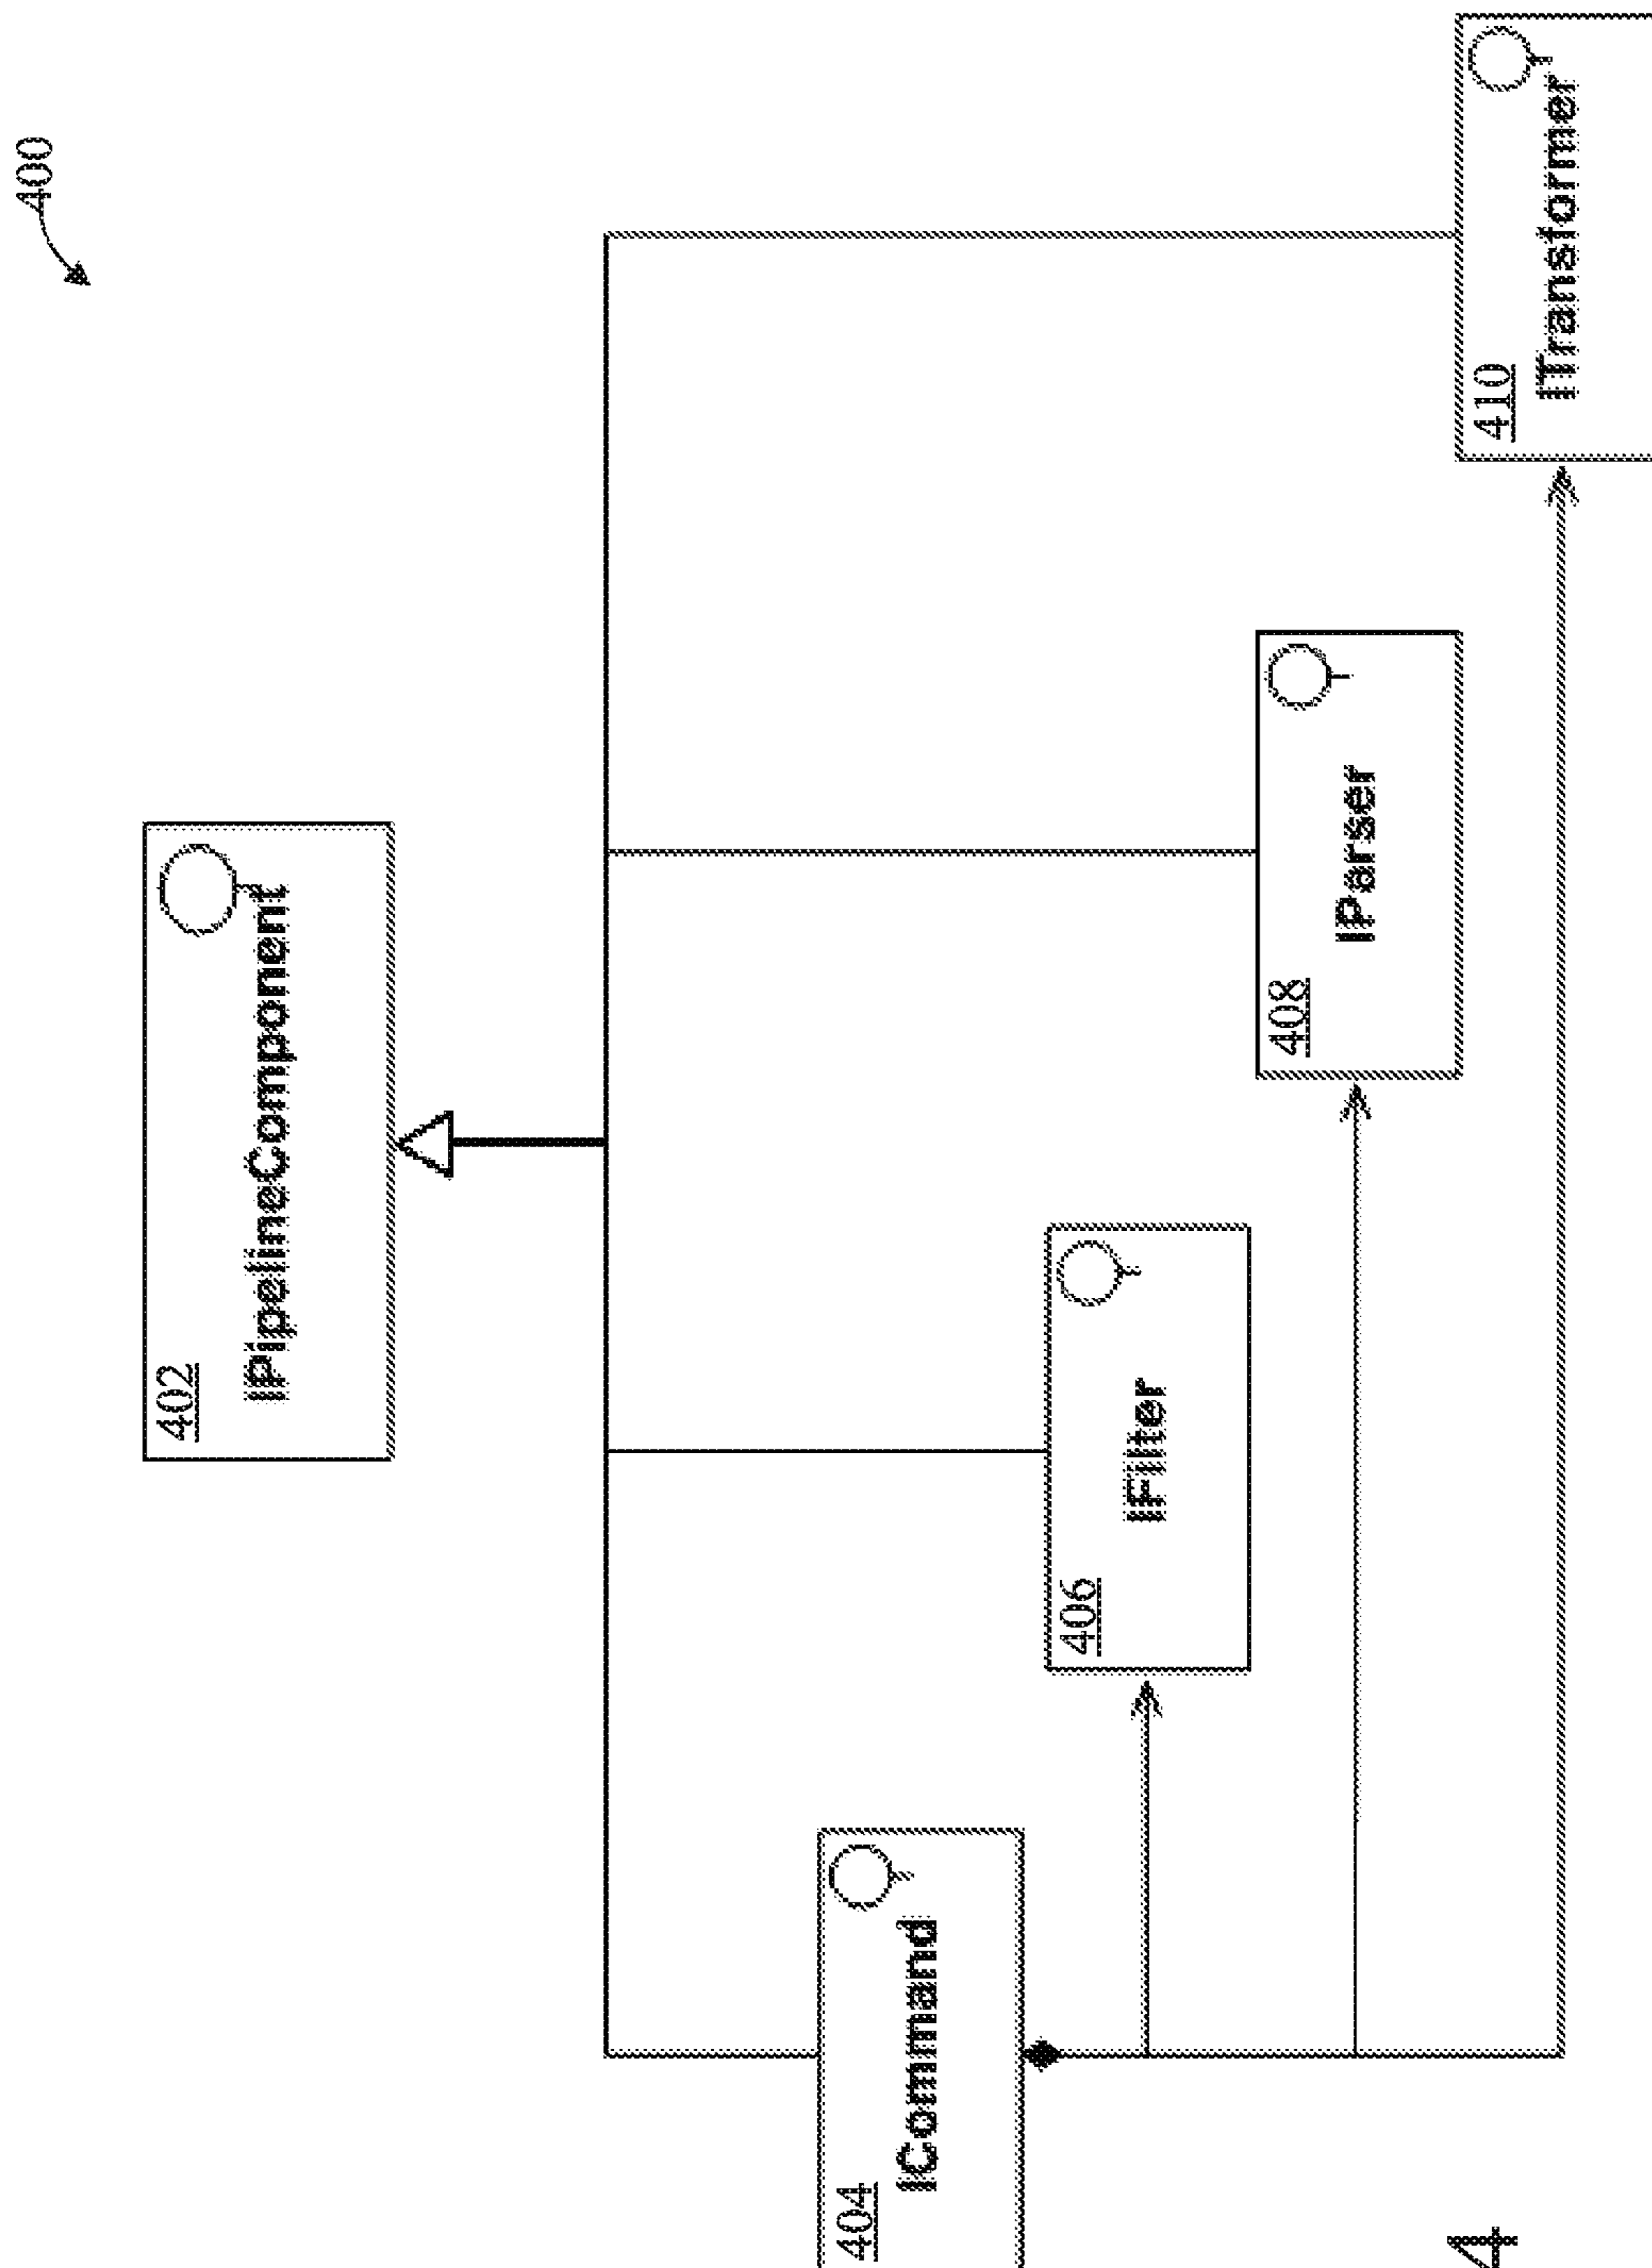 400
402
IPipelineComponent
404
ICommand
406
IFilter
408
IParser
410
ITransformer
4